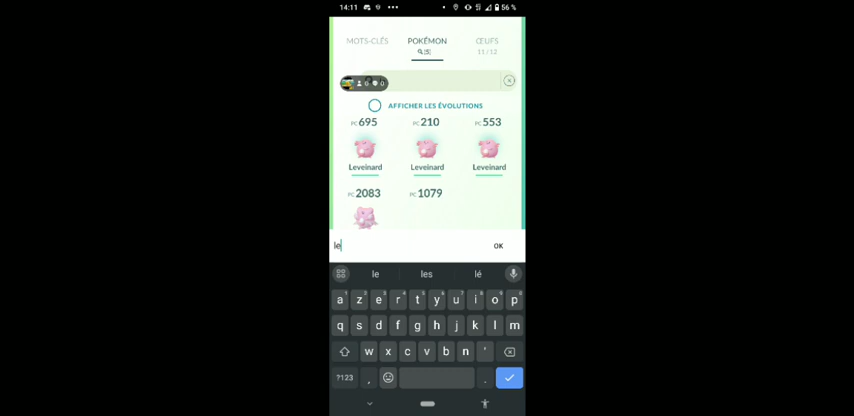 14:11 56 %
MOTS-CLÉS POKÉMON ŒUFS
(5) 11 / 12
0 0
AFFICHER LES ÉVOLUTIONS
PC 695 PC 210 PC 553
Leveinard Leveinard Leveinard
PC 2083 PC 1079
le OK
le les lé
a z e r t y u i o p
q s d f g h j k l m
w x c v b n '
?123 , .